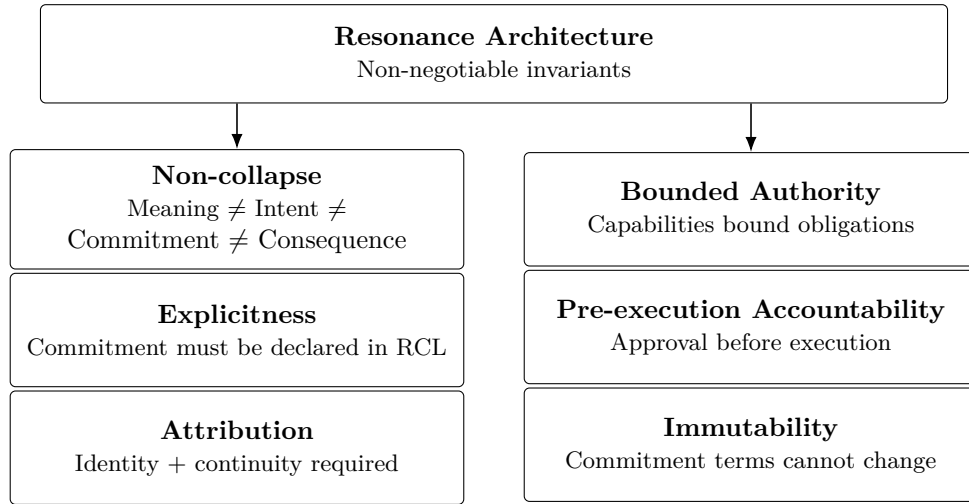 Resonance Architecture
Non-negotiable invariants
Non-collapse
Meaning ≠ Intent ≠
Commitment ≠ Consequence
Explicitness
Commitment must be declared in RCL
Attribution
Identity + continuity required
Bounded Authority
Capabilities bound obligations
Pre-execution Accountability
Approval before execution
Immutability
Commitment terms cannot change